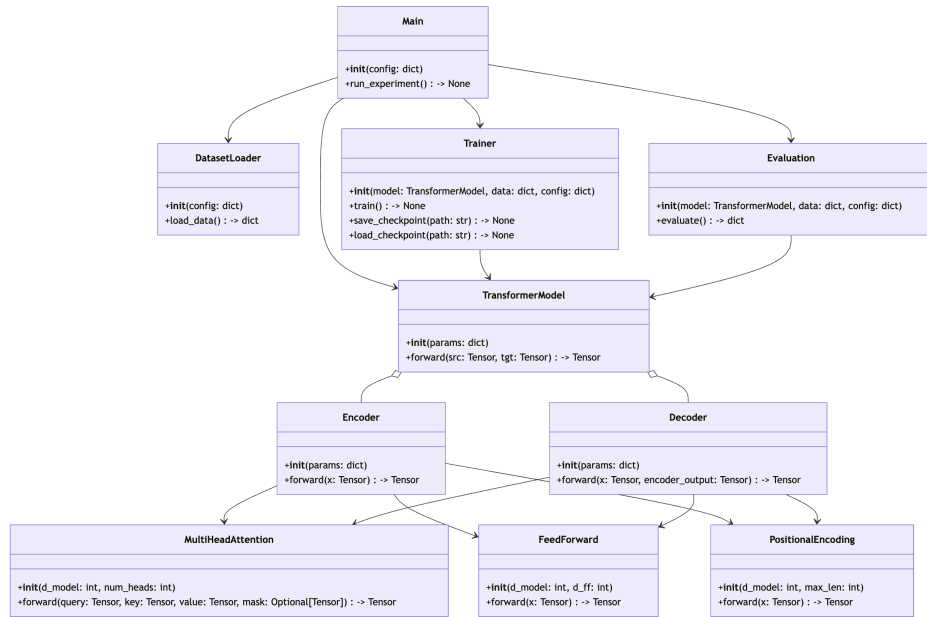 Main
+init(config: dict)
+run_experiment() : -> None
DatasetLoader
+init(config: dict)
+load_data() : -> dict
Trainer
+init(model: TransformerModel, data: dict, config: dict)
+train() : -> None
+save_checkpoint(path: str) : -> None
+load_checkpoint(path: str) : -> None
Evaluation
+init(model: TransformerModel, data: dict, config: dict)
+evaluate() : -> dict
TransformerModel
+init(params: dict)
+forward(src: Tensor, tgt: Tensor) : -> Tensor
Encoder
+init(params: dict)
+forward(x: Tensor) : -> Tensor
Decoder
+init(params: dict)
+forward(x: Tensor, encoder_output: Tensor) : -> Tensor
MultiHeadAttention
+init(d_model: int, num_heads: int)
+forward(query: Tensor, key: Tensor, value: Tensor, mask: Optional[Tensor]) : -> Tensor
FeedForward
+init(d_model: int, d_ff: int)
+forward(x: Tensor) : -> Tensor
PositionalEncoding
+init(d_model: int, max_len: int)
+forward(x: Tensor) : -> Tensor